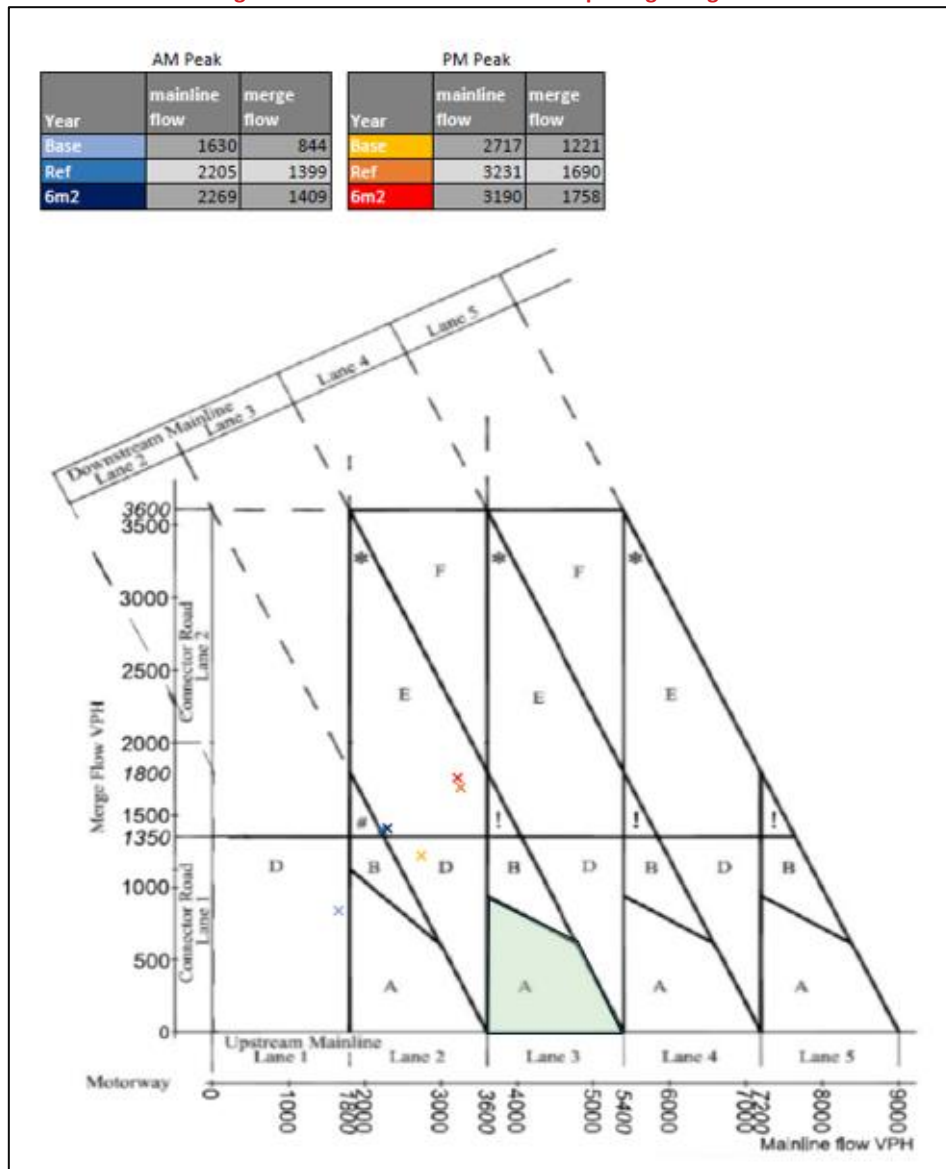 AM Peak
PM Peak
Year mainline flow merge flow
Base 1630 844
Ref 2205 1399
6m2 2269 1409
Year mainline flow merge flow
Base 2717 1221
Ref 3231 1690
6m2 3190 1758
Lane 5
Lane 4
Downstream Mainline
Lane 3
Lane 2
3600
3500
3000
2500
2000
1800
1500
1350
1000
500
0
Merge Flow VPH
Connector Road
Lane 2
Connector Road
Lane 1
* F * F *
E E E
# ! ! !
D B D B D B D B
A A A A
Upstream Mainline
Lane 1 Lane 2 Lane 3 Lane 4 Lane 5
Motorway
0 1000 1800 2000 3000 3600 4000 5000 5400 6000 7000 7200 8000 9000
Mainline flow VPH